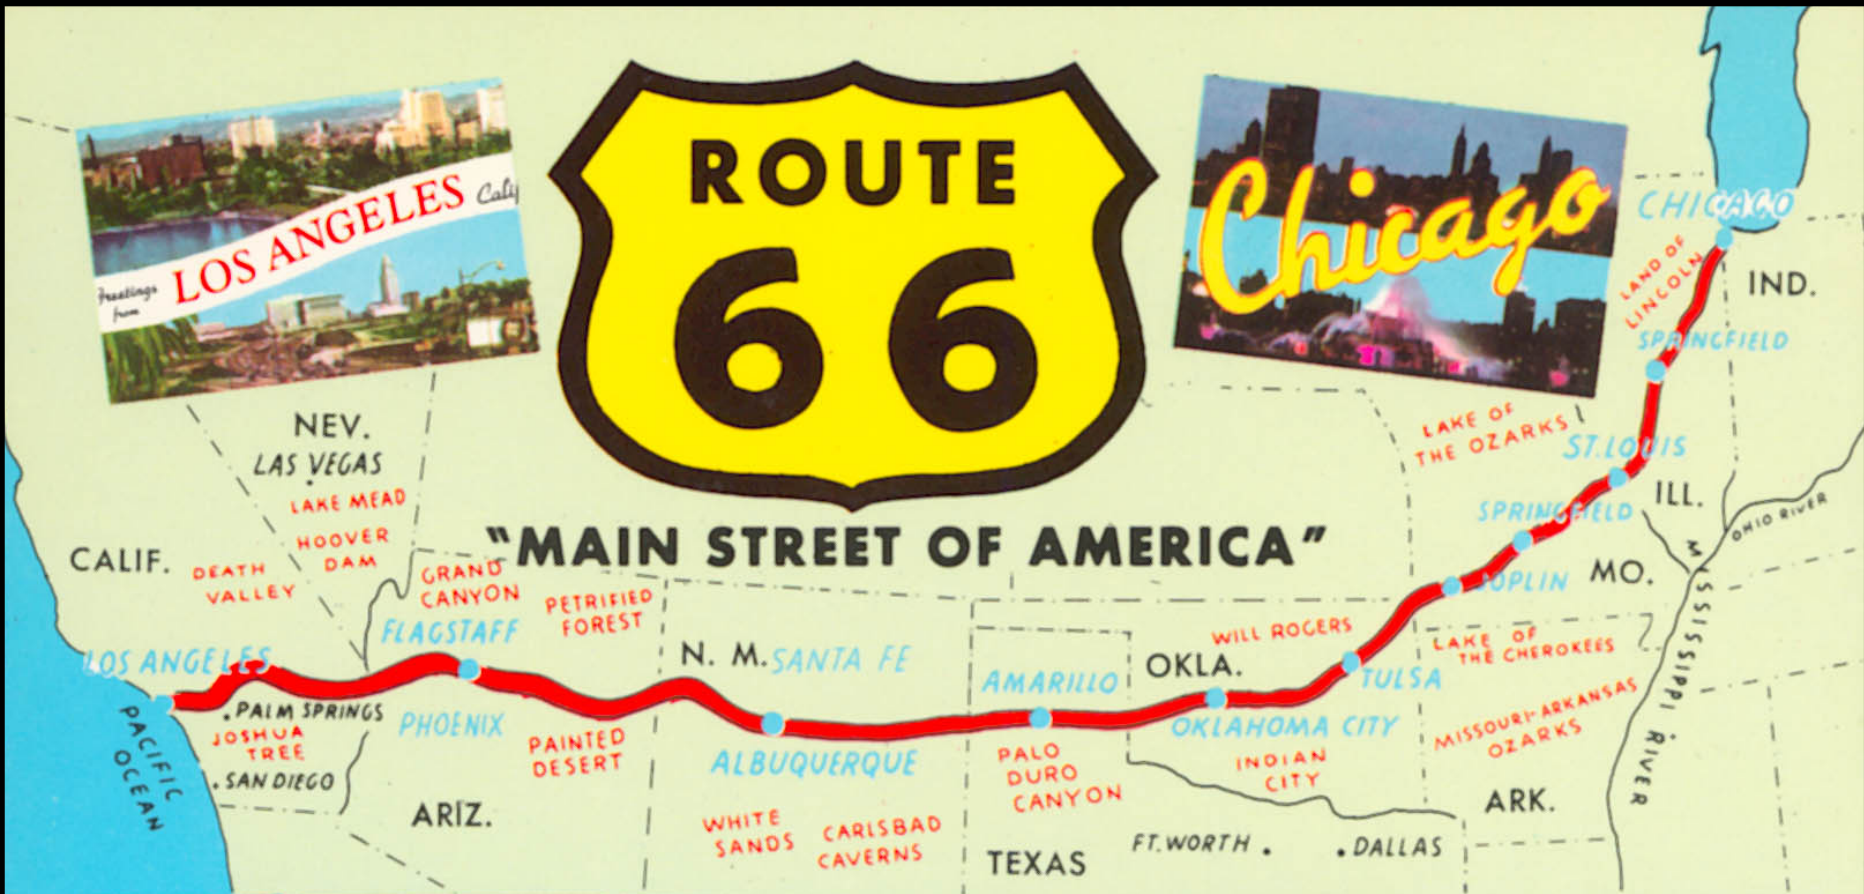 ROUTE
66
"MAIN STREET OF AMERICA"
Greetings
from
LOS ANGELES
Calif
Chicago
CHICAGO
LAND OF
LINCOLN
IND.
SPRINGFIELD
LAKE OF
THE OZARKS
ST. LOUIS
ILL.
SPRINGFIELD
OHIO RIVER
JOPLIN
MO.
MISSISSIPPI RIVER
NEV.
LAS VEGAS
LAKE MEAD
HOOVER
DAM
CALIF.
DEATH
VALLEY
GRAND
CANYON
PETRIFIED
FOREST
FLAGSTAFF
LOS ANGELES
N. M.
SANTA FE
AMARILLO
OKLA.
WILL ROGERS
TULSA
LAKE OF
THE CHEROKEES
PALM SPRINGS
JOSHUA
TREE
SAN DIEGO
PACIFIC
OCEAN
PHOENIX
PAINTED
DESERT
ARIZ.
ALBUQUERQUE
WHITE
SANDS
CARLSBAD
CAVERNS
PALO
DURO
CANYON
OKLAHOMA CITY
INDIAN
CITY
MISSOURI-ARKANSAS
OZARKS
ARK.
TEXAS
FT. WORTH
DALLAS